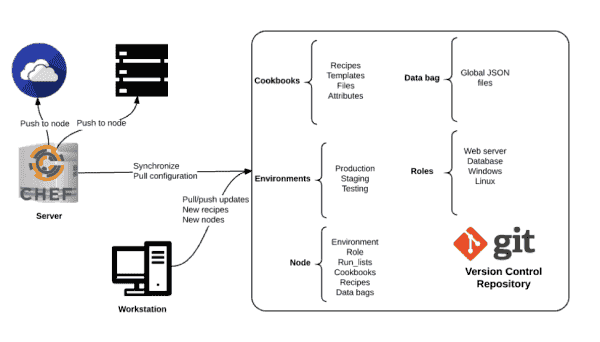 Push to node
Push to node
CHEF
Server
Synchronize
Pull configuration
Pull/push updates
New recipes
New nodes
Workstation
Cookbooks
Recipes
Templates
Files
Attributes
Data bag
Global JSON
files
Environments
Production
Staging
Testing
Roles
Web server
Database
Windows
Linux
Node
Environment
Role
Run_lists
Cookbooks
Recipes
Data bags
git
Version Control
Repository